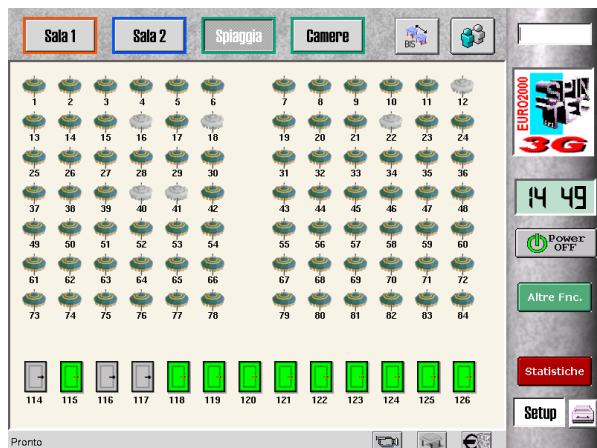 Sala 1 Sala 2 Spiaggia Camere BIS
1 2 3 4 5 6 7 8 9 10 11 12
13 14 15 16 17 18 19 20 21 22 23 24
25 26 27 28 29 30 31 32 33 34 35 36
37 38 39 40 41 42 43 44 45 46 47 48
49 50 51 52 53 54 55 56 57 58 59 60
61 62 63 64 65 66 67 68 69 70 71 72
73 74 75 76 77 78 79 80 81 82 83 84
114 115 116 117 118 119 120 121 122 123 124 125 126
Pronto
EURO2000
3G
14 49
Power
OFF
Altre Fnc.
Statistiche
Setup